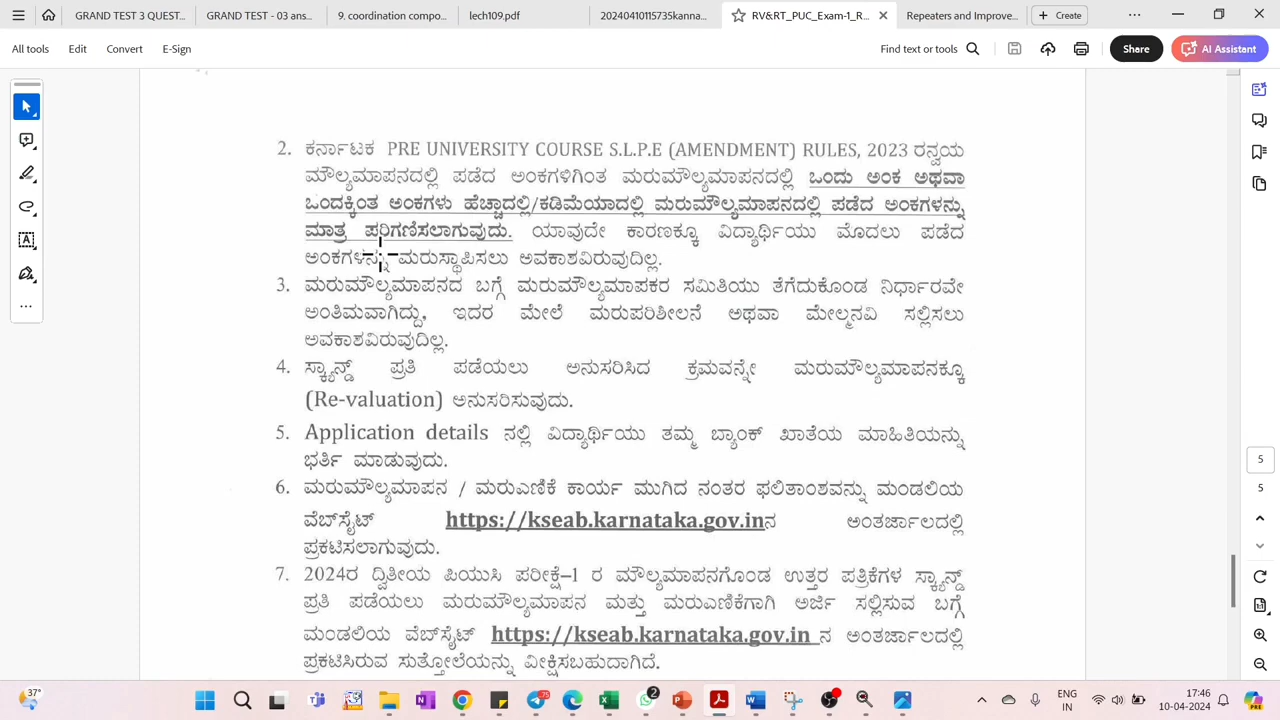 GRAND TEST 3 QUEST...
GRAND TEST - 03 ans...
9. coordination compo...
lech109.pdf
20240410115735kanna...
RV&RT_PUC_Exam-1_R...
Repeaters and Improve...
Create
All tools
Edit
Convert
E-Sign
Find text or tools
Share
AI Assistant
2. ಕರ್ನಾಟಕ PRE UNIVERSITY COURSE S.L.P.E (AMENDMENT) RULES, 2023 ರನ್ವಯ
ಮೌಲ್ಯಮಾಪನದಲ್ಲಿ ಪಡೆದ ಅಂಕಗಳಿಗಿಂತ ಮರುಮೌಲ್ಯಮಾಪನದಲ್ಲಿ ಒಂದು ಅಂಕ ಅಥವಾ
ಒಂದಕ್ಕಿಂತ ಅಂಕಗಳು ಹೆಚ್ಚಾದಲ್ಲಿ/ಕಡಿಮೆಯಾದಲ್ಲಿ ಮರುಮೌಲ್ಯಮಾಪನದಲ್ಲಿ ಪಡೆದ ಅಂಕಗಳನ್ನು
ಮಾತ್ರ ಪರಿಗಣಿಸಲಾಗುವುದು. ಯಾವುದೇ ಕಾರಣಕ್ಕೂ ವಿದ್ಯಾರ್ಥಿಯು ಮೊದಲು ಪಡೆದ
ಅಂಕಗಳನ್ನು ಮರುಸ್ಥಾಪಿಸಲು ಅವಕಾಶವಿರುವುದಿಲ್ಲ.
3. ಮರುಮೌಲ್ಯಮಾಪನದ ಬಗ್ಗೆ ಮರುಮೌಲ್ಯಮಾಪಕರ ಸಮಿತಿಯು ತೆಗೆದುಕೊಂಡ ನಿರ್ಧಾರವೇ
ಅಂತಿಮವಾಗಿದ್ದು, ಇದರ ಮೇಲೆ ಮರುಪರಿಶೀಲನೆ ಅಥವಾ ಮೇಲ್ಮನವಿ ಸಲ್ಲಿಸಲು
ಅವಕಾಶವಿರುವುದಿಲ್ಲ.
4. ಸ್ಕ್ಯಾನ್ಡ್ ಪ್ರತಿ ಪಡೆಯಲು ಅನುಸರಿಸಿದ ಕ್ರಮವನ್ನೇ ಮರುಮೌಲ್ಯಮಾಪನಕ್ಕೂ
(Re-valuation) ಅನುಸರಿಸುವುದು.
5. Application details ನಲ್ಲಿ ವಿದ್ಯಾರ್ಥಿಯು ತಮ್ಮ ಬ್ಯಾಂಕ್ ಖಾತೆಯ ಮಾಹಿತಿಯನ್ನು
ಭರ್ತಿ ಮಾಡುವುದು.
6. ಮರುಮೌಲ್ಯಮಾಪನ / ಮರುಎಣಿಕೆ ಕಾರ್ಯ ಮುಗಿದ ನಂತರ ಫಲಿತಾಂಶವನ್ನು ಮಂಡಲಿಯ
ವೆಬ್‌ಸೈಟ್ https://kseab.karnataka.gov.inನ ಅಂತರ್ಜಾಲದಲ್ಲಿ
ಪ್ರಕಟಿಸಲಾಗುವುದು.
7. 2024ರ ದ್ವಿತೀಯ ಪಿಯುಸಿ ಪರೀಕ್ಷೆ–1 ರ ಮೌಲ್ಯಮಾಪನಗೊಂಡ ಉತ್ತರ ಪತ್ರಿಕೆಗಳ ಸ್ಕ್ಯಾನ್ಡ್
ಪ್ರತಿ ಪಡೆಯಲು ಮರುಮೌಲ್ಯಮಾಪನ ಮತ್ತು ಮರುಎಣಿಕೆಗಾಗಿ ಅರ್ಜಿ ಸಲ್ಲಿಸುವ ಬಗ್ಗೆ
ಮಂಡಲಿಯ ವೆಬ್‌ಸೈಟ್ https://kseab.karnataka.gov.in ನ ಅಂತರ್ಜಾಲದಲ್ಲಿ
ಪ್ರಕಟಿಸಿರುವ ಸುತ್ತೋಲೆಯನ್ನು ವೀಕ್ಷಿಸಬಹುದಾಗಿದೆ.
5
5
37°
ENG
IN
17:46
10-04-2024